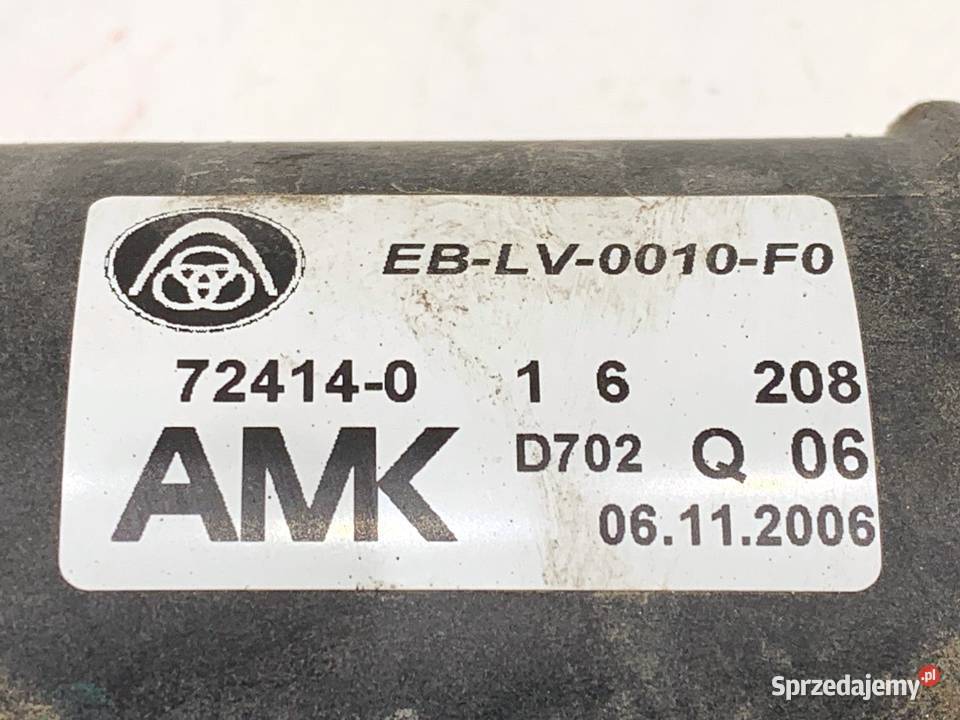 EB-LV-0010-F0
72414-0 1 6 208
AMK D702 Q 06
06.11.2006
Sprzedajemy.pl